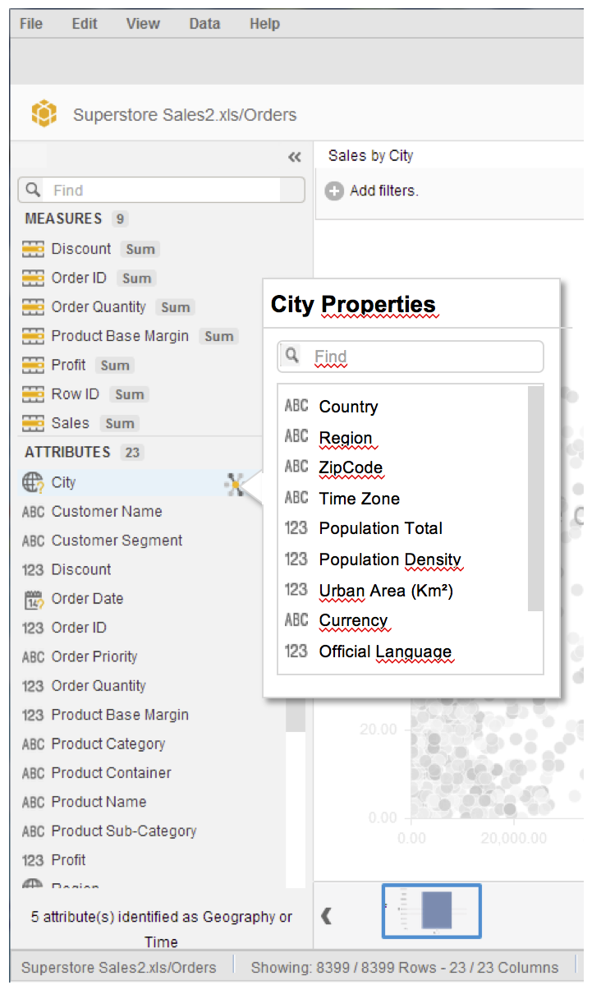 File Edit View Data Help
Superstore Sales2.xls/Orders
«
Sales by City
Find
Add filters.
MEASURES 9
Discount Sum
Order ID Sum
Order Quantity Sum
Product Base Margin Sum
Profit Sum
Row ID Sum
Sales Sum
ATTRIBUTES 23
City
ABC Customer Name
ABC Customer Segment
123 Discount
14? Order Date
123 Order ID
ABC Order Priority
123 Order Quantity
123 Product Base Margin
ABC Product Category
ABC Product Container
ABC Product Name
ABC Product Sub-Category
123 Profit
Region
5 attribute(s) identified as Geography or
Time
City Properties
Find
ABC Country
ABC Region
ABC ZipCode
ABC Time Zone
123 Population Total
123 Population Density
123 Urban Area (Km²)
ABC Currency
123 Official Language
20.00
0.00
0.00 20,000.00
Superstore Sales2.xls/Orders Showing: 8399 / 8399 Rows - 23 / 23 Columns